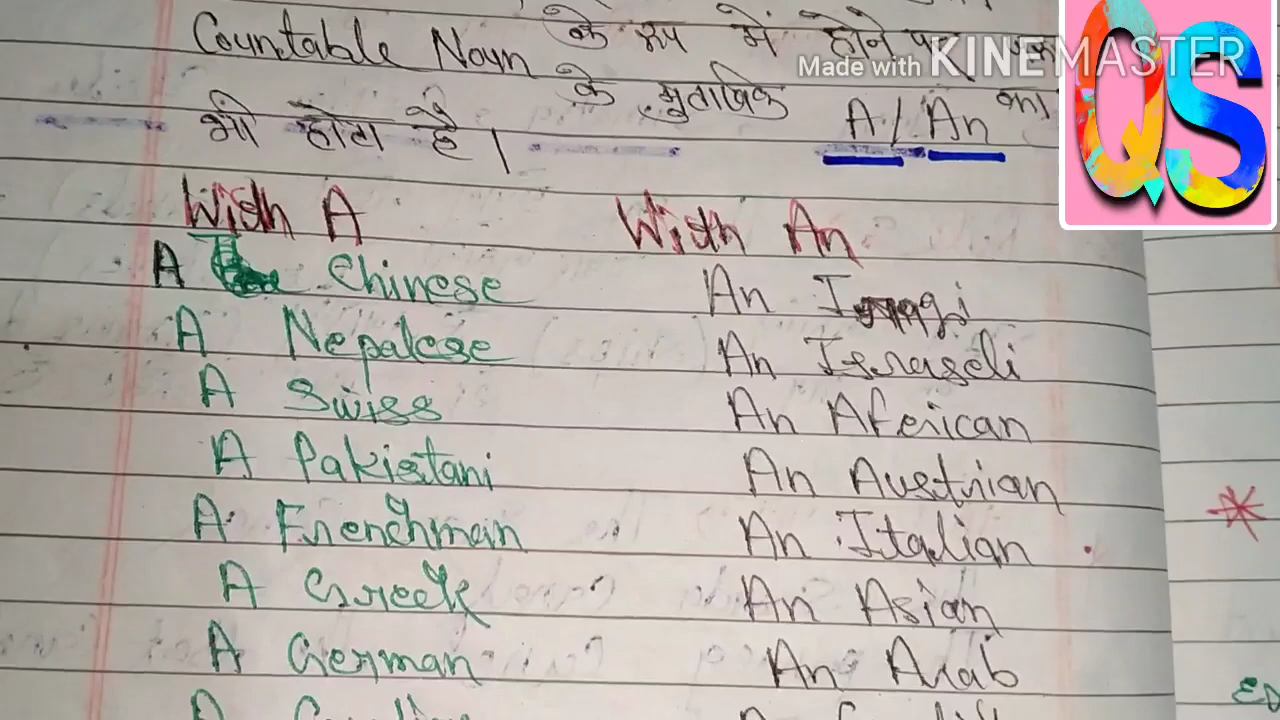 Countable Noun के रूप में होने पर
Made with KINEMASTER
QS
के मुताबिक A/An का
भी होता है।
With A With An
A Chinese An Iraqi
A Nepalese An Israeli
A Swiss An African
A Pakistani An Austrian
A Frenchman An Italian
A Greek An Asian
A German An Arab
A